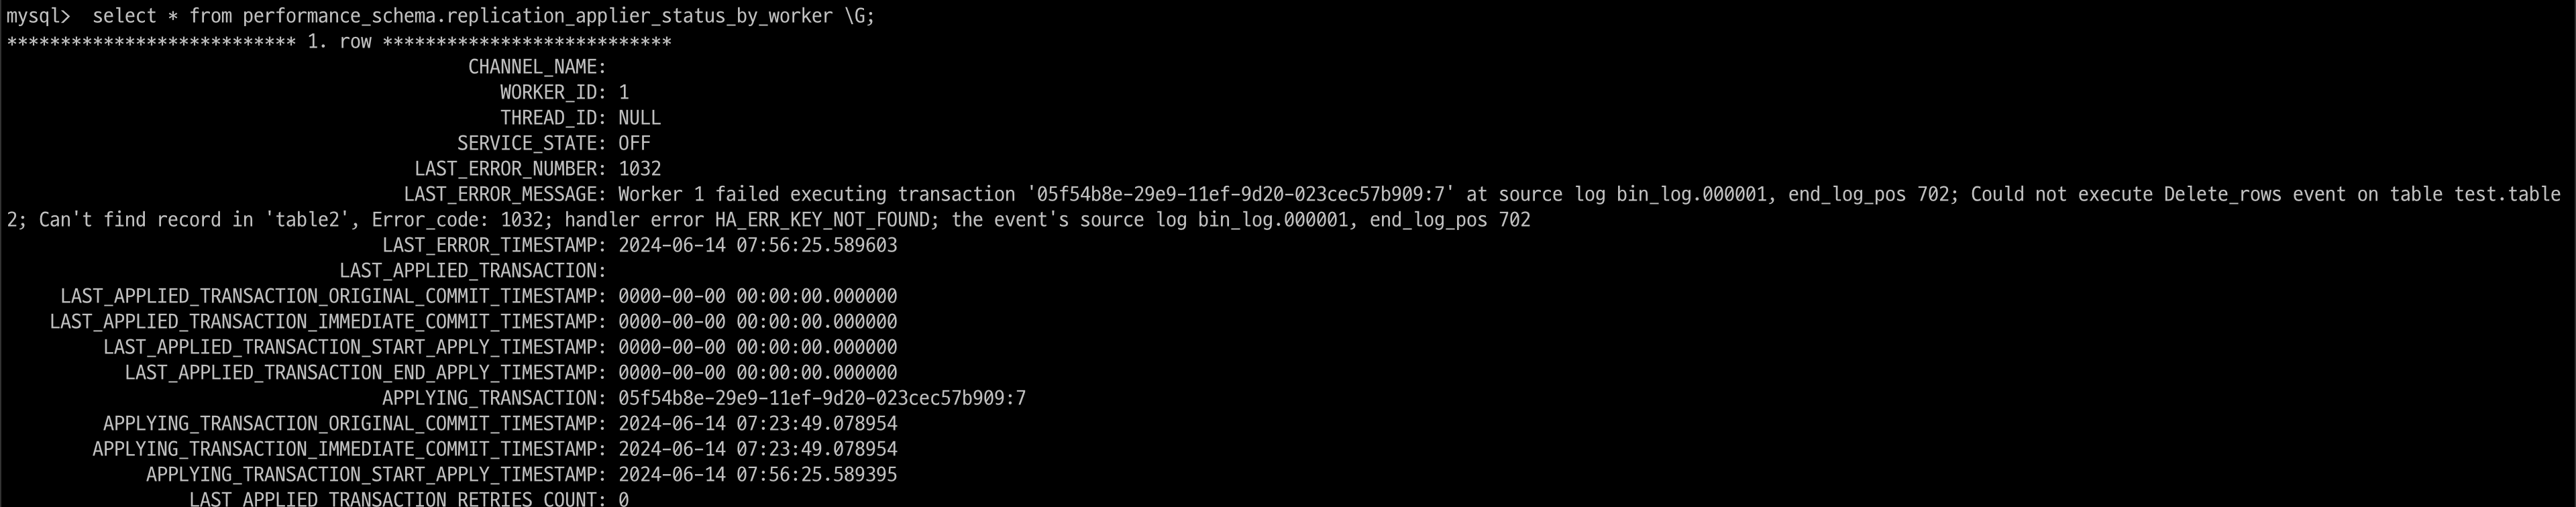 mysql>  select * from performance_schema.replication_applier_status_by_worker \G;
*************************** 1. row ***************************
CHANNEL_NAME:
WORKER_ID: 1
THREAD_ID: NULL
SERVICE_STATE: OFF
LAST_ERROR_NUMBER: 1032
LAST_ERROR_MESSAGE: Worker 1 failed executing transaction '05f54b8e-29e9-11ef-9d20-023cec57b909:7' at source log bin_log.000001, end_log_pos 702; Could not execute Delete_rows event on table test.table
2; Can't find record in 'table2', Error_code: 1032; handler error HA_ERR_KEY_NOT_FOUND; the event's source log bin_log.000001, end_log_pos 702
LAST_ERROR_TIMESTAMP: 2024-06-14 07:56:25.589603
LAST_APPLIED_TRANSACTION:
LAST_APPLIED_TRANSACTION_ORIGINAL_COMMIT_TIMESTAMP: 0000-00-00 00:00:00.000000
LAST_APPLIED_TRANSACTION_IMMEDIATE_COMMIT_TIMESTAMP: 0000-00-00 00:00:00.000000
LAST_APPLIED_TRANSACTION_START_APPLY_TIMESTAMP: 0000-00-00 00:00:00.000000
LAST_APPLIED_TRANSACTION_END_APPLY_TIMESTAMP: 0000-00-00 00:00:00.000000
APPLYING_TRANSACTION: 05f54b8e-29e9-11ef-9d20-023cec57b909:7
APPLYING_TRANSACTION_ORIGINAL_COMMIT_TIMESTAMP: 2024-06-14 07:23:49.078954
APPLYING_TRANSACTION_IMMEDIATE_COMMIT_TIMESTAMP: 2024-06-14 07:23:49.078954
APPLYING_TRANSACTION_START_APPLY_TIMESTAMP: 2024-06-14 07:56:25.589395
LAST_APPLIED_TRANSACTION_RETRIES_COUNT: 0